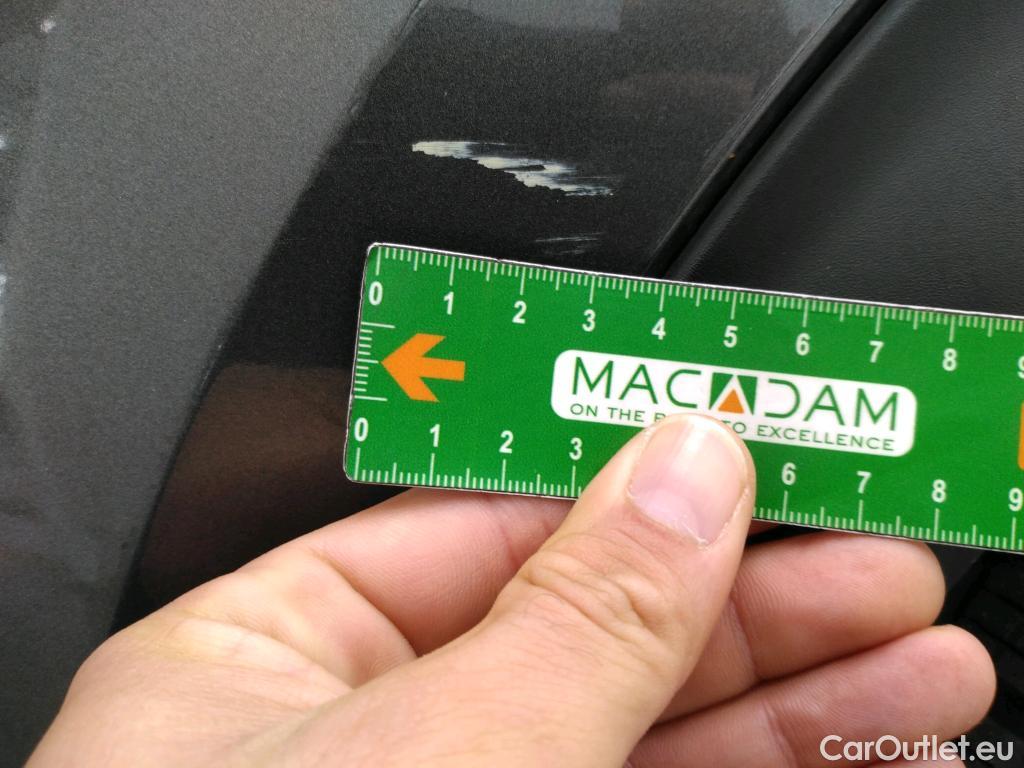 0 1 2 3 4 5 6 7 8 9
MACADAM
ON THE TO EXCELLENCE
0 1 2 3 6 7 8 9
CarOutlet.eu